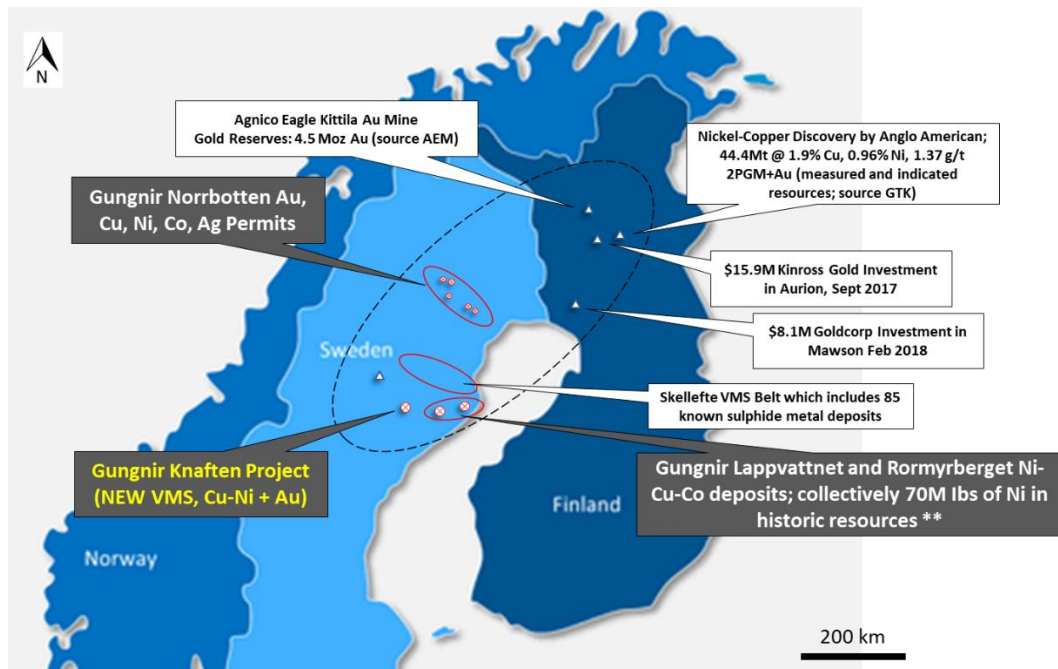 N
Agnico Eagle Kittila Au Mine
Gold Reserves: 4.5 Moz Au (source AEM)
Nickel-Copper Discovery by Anglo American;
44.4Mt @ 1.9% Cu, 0.96% Ni, 1.37 g/t
2PGM+Au (measured and indicated
resources; source GTK)
Gungnir Norrbotten Au,
Cu, Ni, Co, Ag Permits
$15.9M Kinross Gold Investment
in Aurion, Sept 2017
$8.1M Goldcorp Investment in
Mawson Feb 2018
Sweden
Skellefte VMS Belt which includes 85
known sulphide metal deposits
Gungnir Knaften Project
(NEW VMS, Cu-Ni + Au)
Gungnir Lappvattnet and Rormyrberget Ni-
Cu-Co deposits; collectively 70M lbs of Ni in
historic resources **
Finland
Norway
200 km